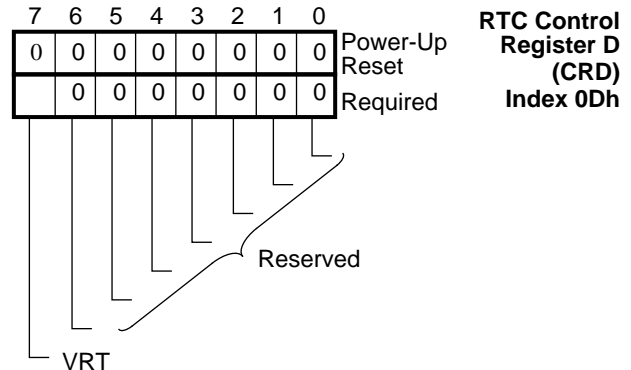 7 6 5 4 3 2 1 0
RTC Control
Register D
(CRD)
Index 0Dh
0 0 0 0 0 0 0 0
Power-Up
Reset
0 0 0 0 0 0 0
Required
Reserved
VRT